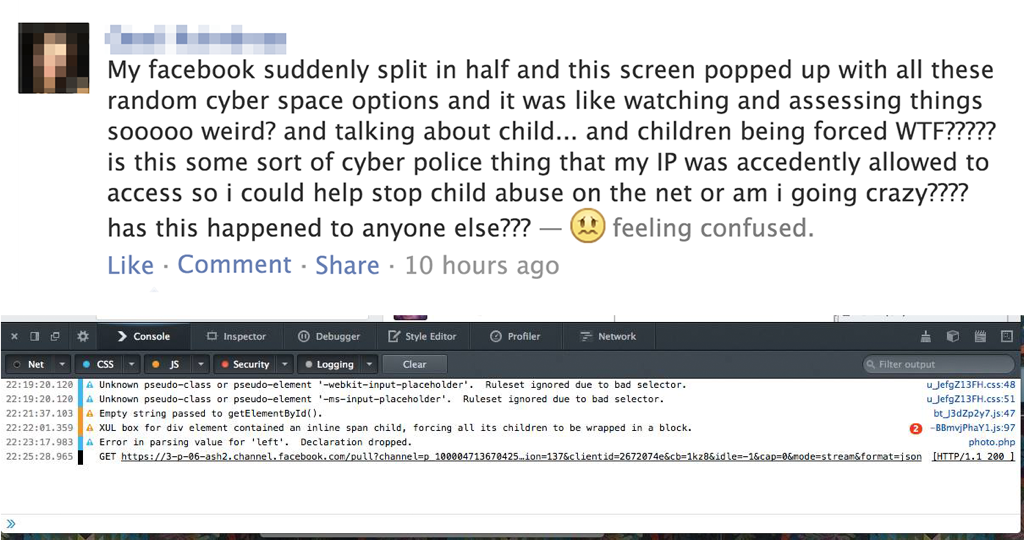 My facebook suddenly split in half and this screen popped up with all these
random cyber space options and it was like watching and assessing things
sooooo weird? and talking about child... and children being forced WTF?????
is this some sort of cyber police thing that my IP was accedently allowed to
access so i could help stop child abuse on the net or am i going crazy????
has this happened to anyone else??? — feeling confused.
Like · Comment · Share · 10 hours ago
Console Inspector Debugger Style Editor Profiler Network
Net CSS JS Security Logging Clear Filter output
22:19:20.120 Unknown pseudo-class or pseudo-element '-webkit-input-placeholder'. Ruleset ignored due to bad selector. u_JefgZ13FH.css:48
22:19:20.120 Unknown pseudo-class or pseudo-element '-ms-input-placeholder'. Ruleset ignored due to bad selector. u_JefgZ13FH.css:51
22:21:37.103 Empty string passed to getElementById(). bt_J3dZp2y7.js:47
22:22:01.359 XUL box for div element contained an inline span child, forcing all its children to be wrapped in a block. 2 -BBmvjPhaY1.js:97
22:23:17.983 Error in parsing value for 'left'. Declaration dropped. photo.php
22:25:28.965 GET https://3-p-06-ash2.channel.facebook.com/pull?channel=p_100004713670425…ion=137&clientid=2672074e&cb=1kz8&idle=-1&cap=0&mode=stream&format=json [HTTP/1.1 200 ]